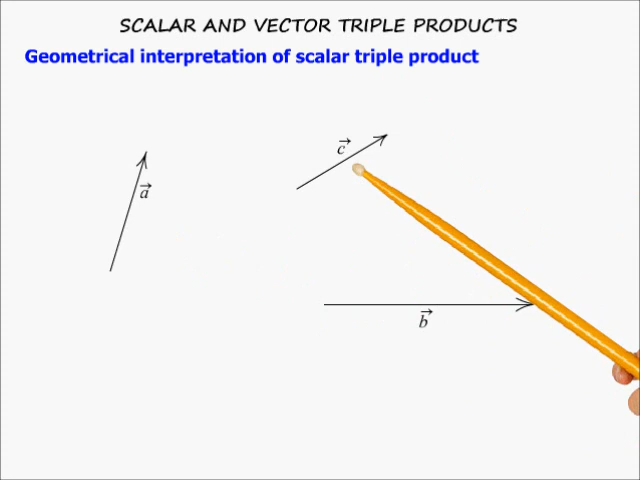 SCALAR AND VECTOR TRIPLE PRODUCTS
Geometrical interpretation of scalar triple product
c⃗
a⃗
b⃗